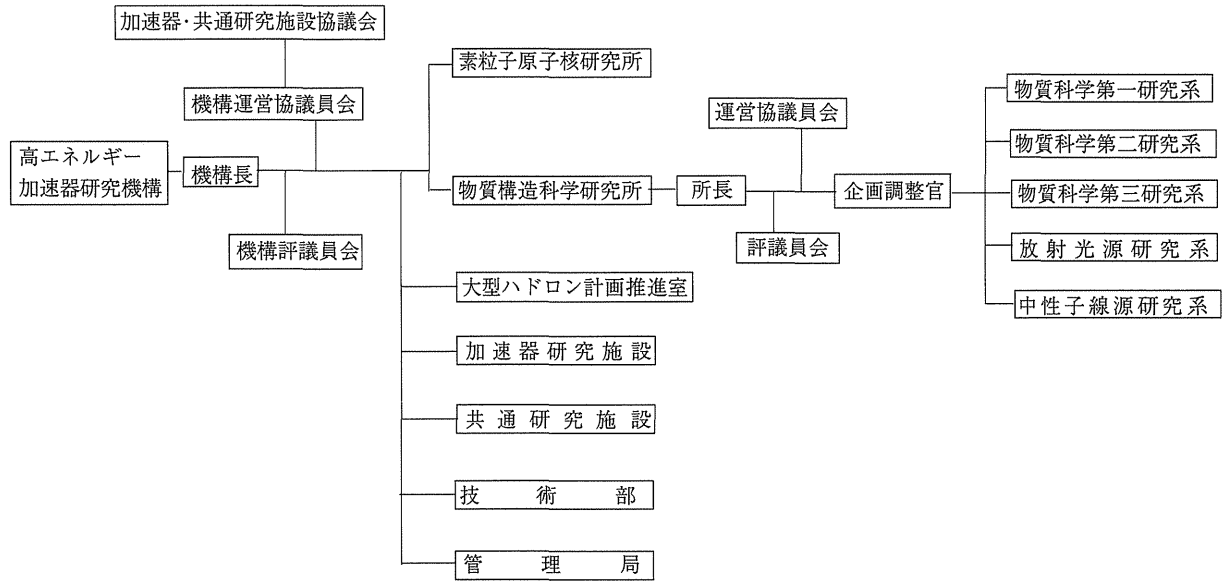 加速器・共通研究施設協議会
機構運営協議員会
高エネルギー
加速器研究機構
機構長
機構評議員会
素粒子原子核研究所
物質構造科学研究所
所長
運営協議員会
評議員会
企画調整官
物質科学第一研究系
物質科学第二研究系
物質科学第三研究系
放射光源研究系
中性子線源研究系
大型ハドロン計画推進室
加速器研究施設
共通研究施設
技術部
管理局